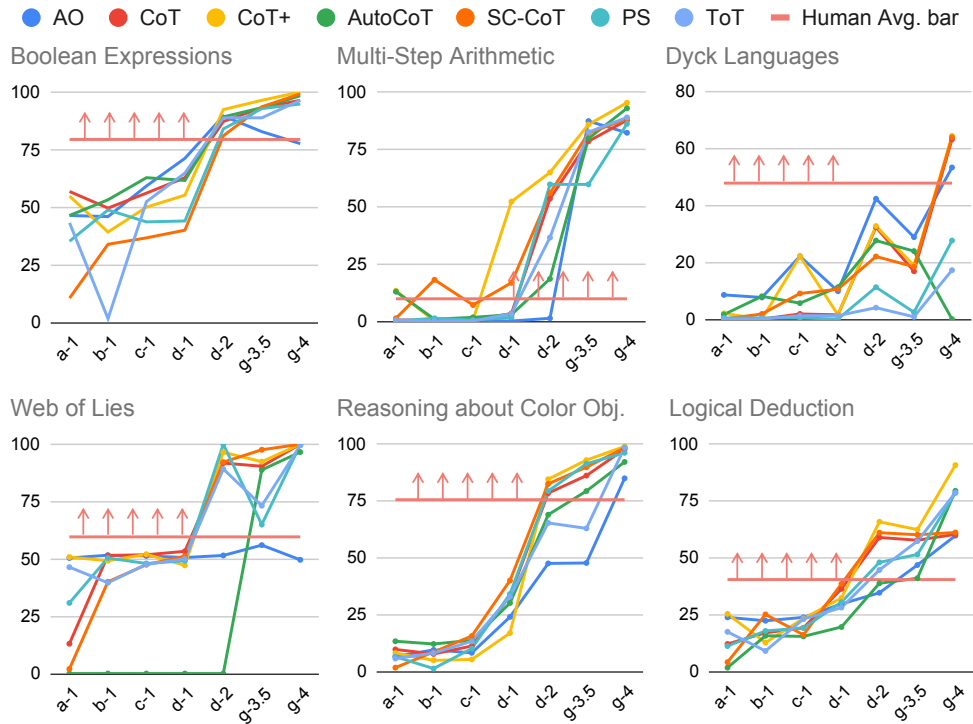 AO CoT CoT+ AutoCoT SC-CoT PS ToT Human Avg. bar
Boolean Expressions
100
75
50
25
0
a-1 b-1 c-1 d-1 d-2 g-3.5 g-4
Multi-Step Arithmetic
100
75
50
25
0
a-1 b-1 c-1 d-1 d-2 g-3.5 g-4
Dyck Languages
80
60
40
20
0
a-1 b-1 c-1 d-1 d-2 g-3.5 g-4
Web of Lies
100
75
50
25
0
a-1 b-1 c-1 d-1 d-2 g-3.5 g-4
Reasoning about Color Obj.
100
75
50
25
0
a-1 b-1 c-1 d-1 d-2 g-3.5 g-4
Logical Deduction
100
75
50
25
0
a-1 b-1 c-1 d-1 d-2 g-3.5 g-4